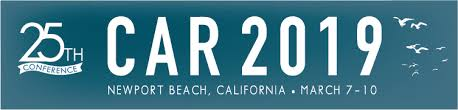 25TH
CONFERENCE
CAR 2019
NEWPORT BEACH, CALIFORNIA • MARCH 7-10